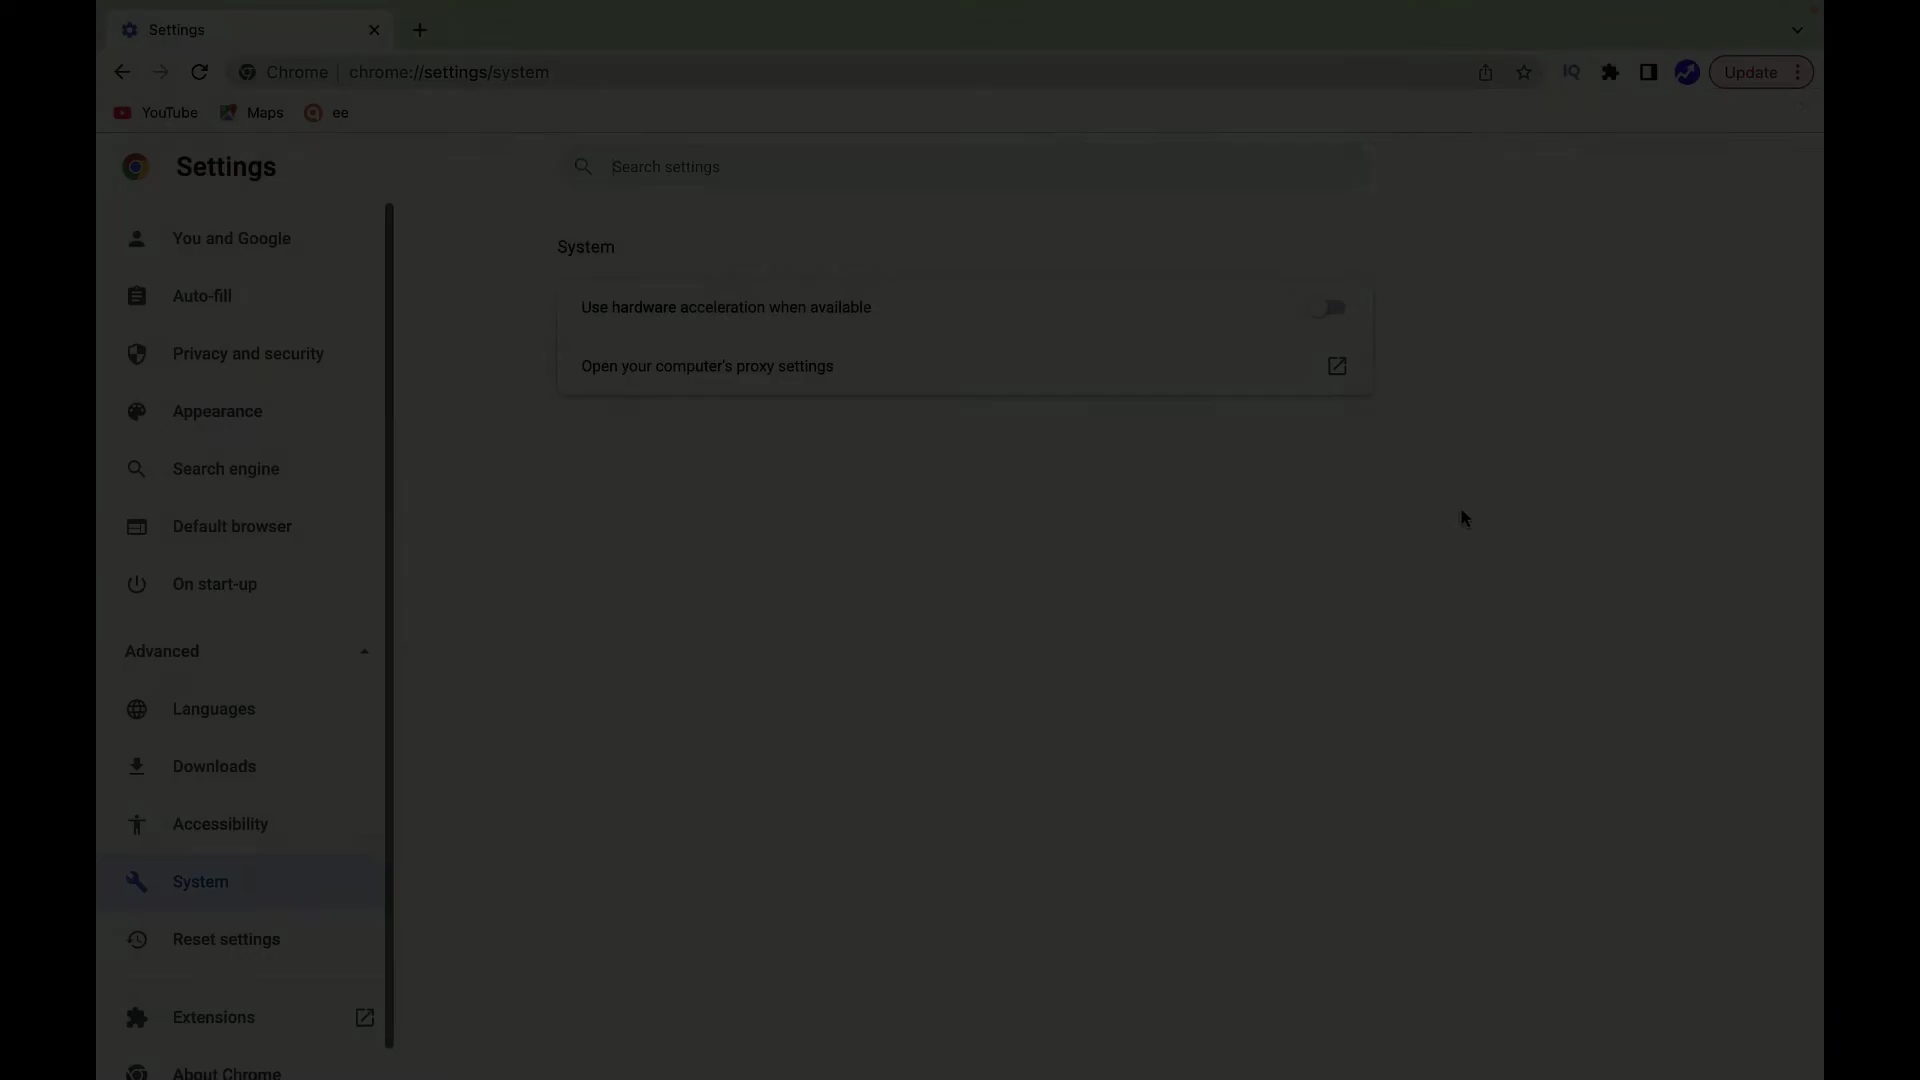 Settings
Chrome | chrome://settings/system
Update
YouTube
Maps
ee
Settings
Search settings
You and Google
Auto-fill
Privacy and security
Appearance
Search engine
Default browser
On start-up
Advanced
Languages
Downloads
Accessibility
System
Reset settings
Extensions
About Chrome
System
Use hardware acceleration when available
Open your computer's proxy settings
IQ